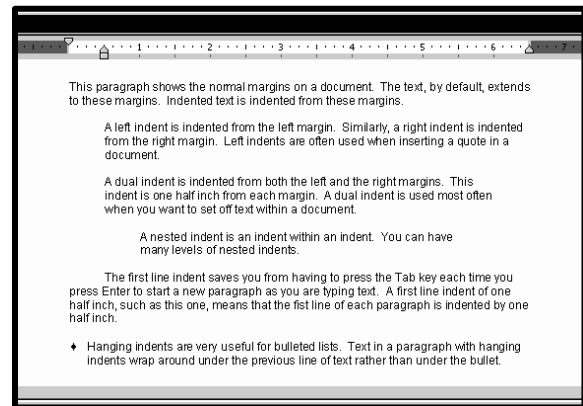 1 1 2 3 4 5 6 7
This paragraph shows the normal margins on a document. The text, by default, extends
to these margins. Indented text is indented from these margins.
A left indent is indented from the left margin. Similarly, a right indent is indented
from the right margin. Left indents are often used when inserting a quote in a
document.
A dual indent is indented from both the left and the right margins. This
indent is one half inch from each margin. A dual indent is used most often
when you want to set off text within a document.
A nested indent is an indent within an indent. You can have
many levels of nested indents.
The first line indent saves you from having to press the Tab key each time you
press Enter to start a new paragraph as you are typing text. A first line indent of one
half inch, such as this one, means that the fist line of each paragraph is indented by one
half inch.
♦ Hanging indents are very useful for bulleted lists. Text in a paragraph with hanging
indents wrap around under the previous line of text rather than under the bullet.